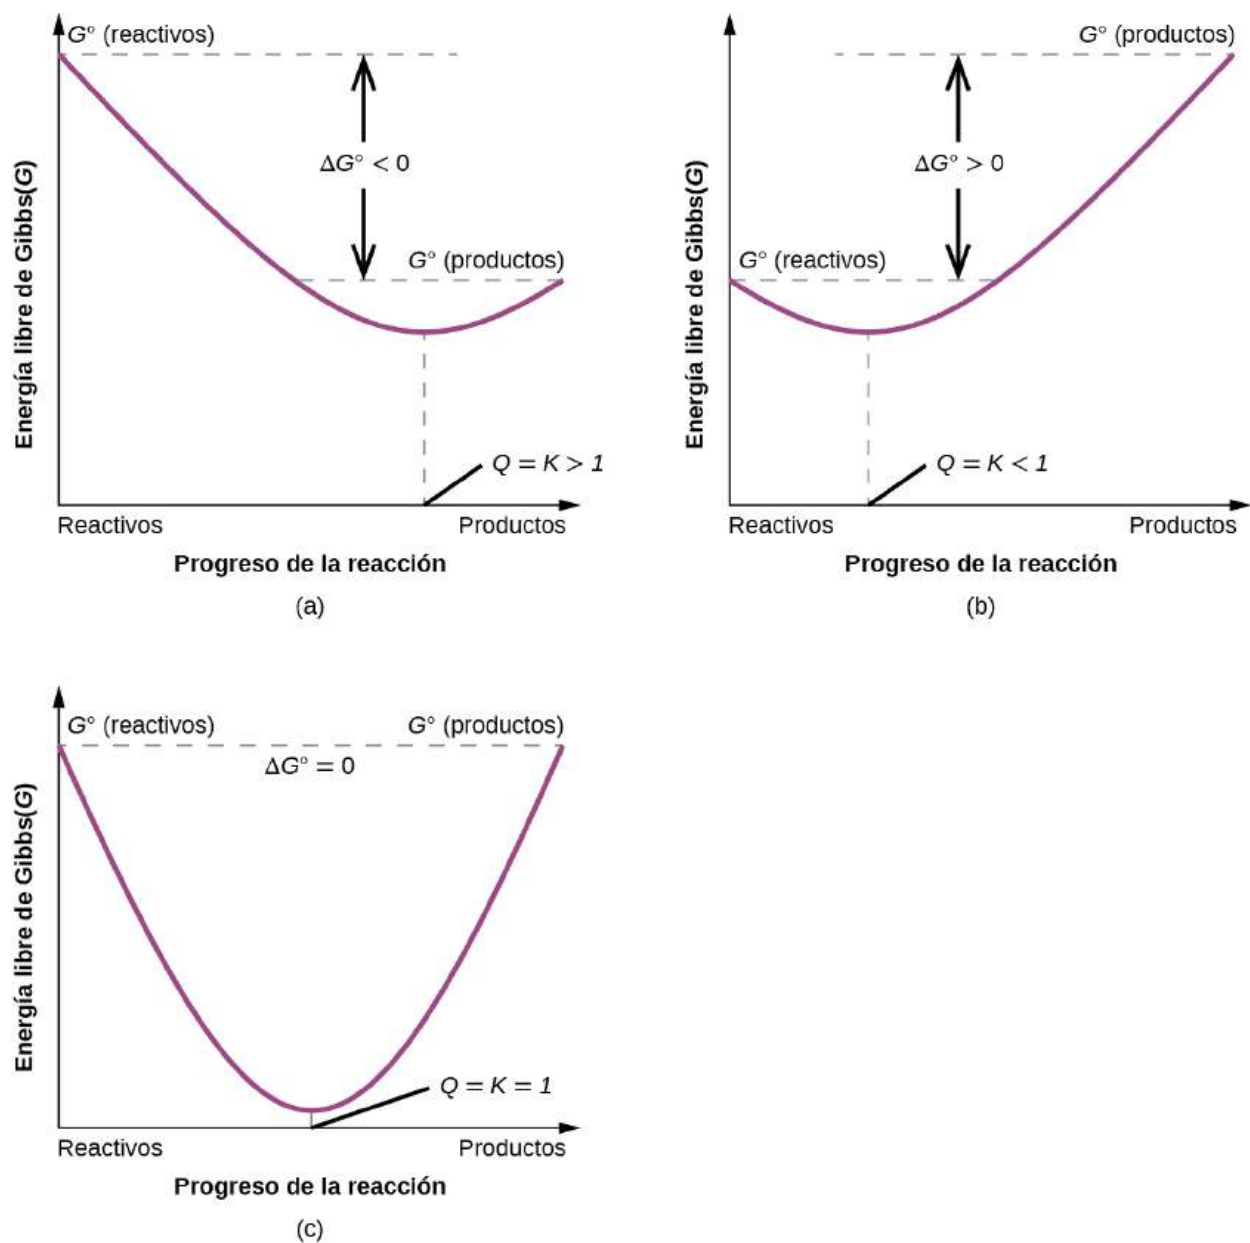 G° (reactivos)
ΔG° < 0
G° (productos)
Energía libre de Gibbs(G)
Q = K > 1
Reactivos
Productos
Progreso de la reacción
(a)
G° (productos)
ΔG° > 0
G° (reactivos)
Energía libre de Gibbs(G)
Q = K < 1
Reactivos
Productos
Progreso de la reacción
(b)
G° (reactivos)
G° (productos)
ΔG° = 0
Energía libre de Gibbs(G)
Q = K = 1
Reactivos
Productos
Progreso de la reacción
(c)